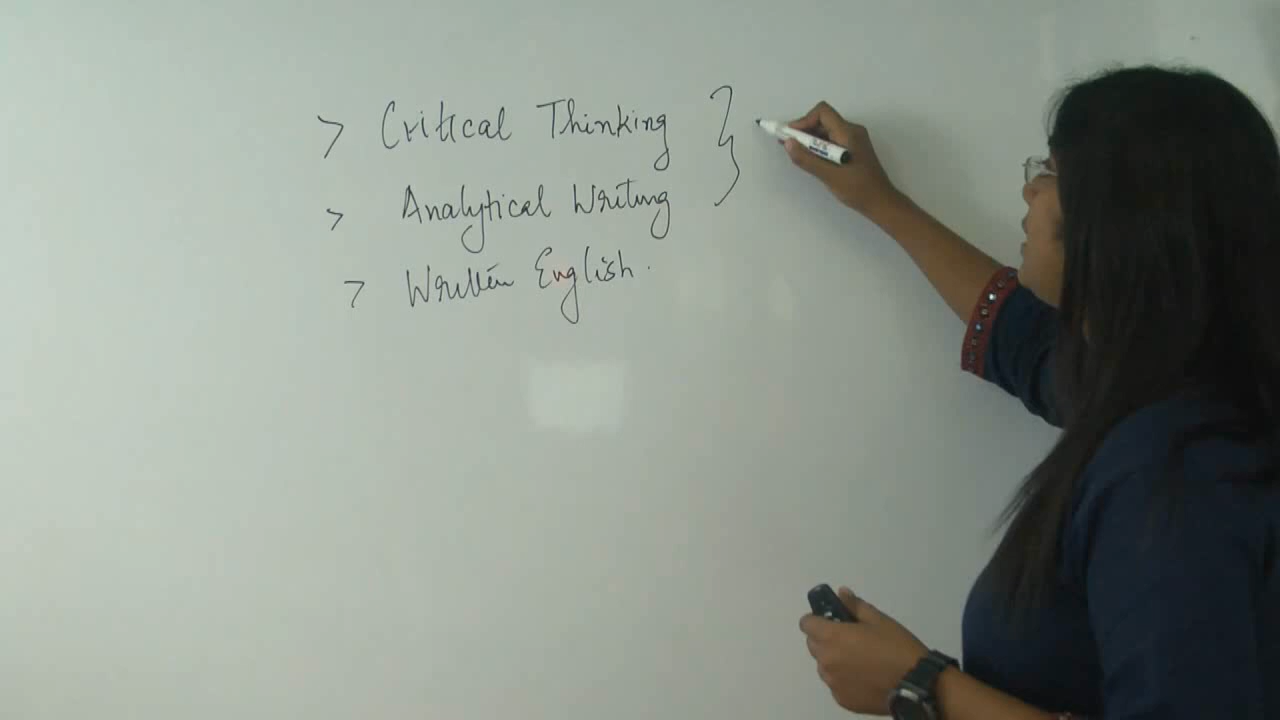 > Critical Thinking }
> Analytical Writing
> Written English.